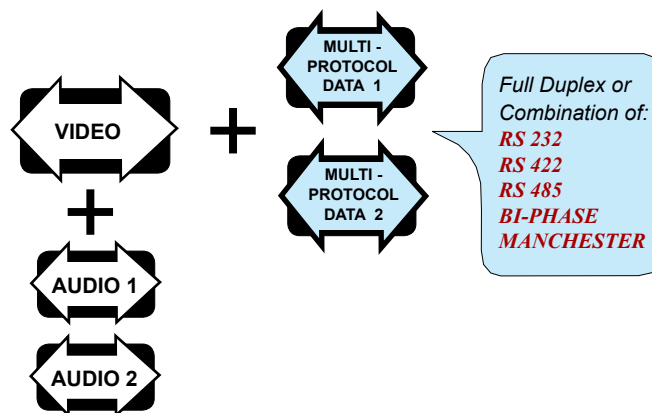 VIDEO
+
MULTI -
PROTOCOL
DATA 1
MULTI -
PROTOCOL
DATA 2
Full Duplex or
Combination of:
RS 232
RS 422
RS 485
BI-PHASE
MANCHESTER
+
AUDIO 1
AUDIO 2